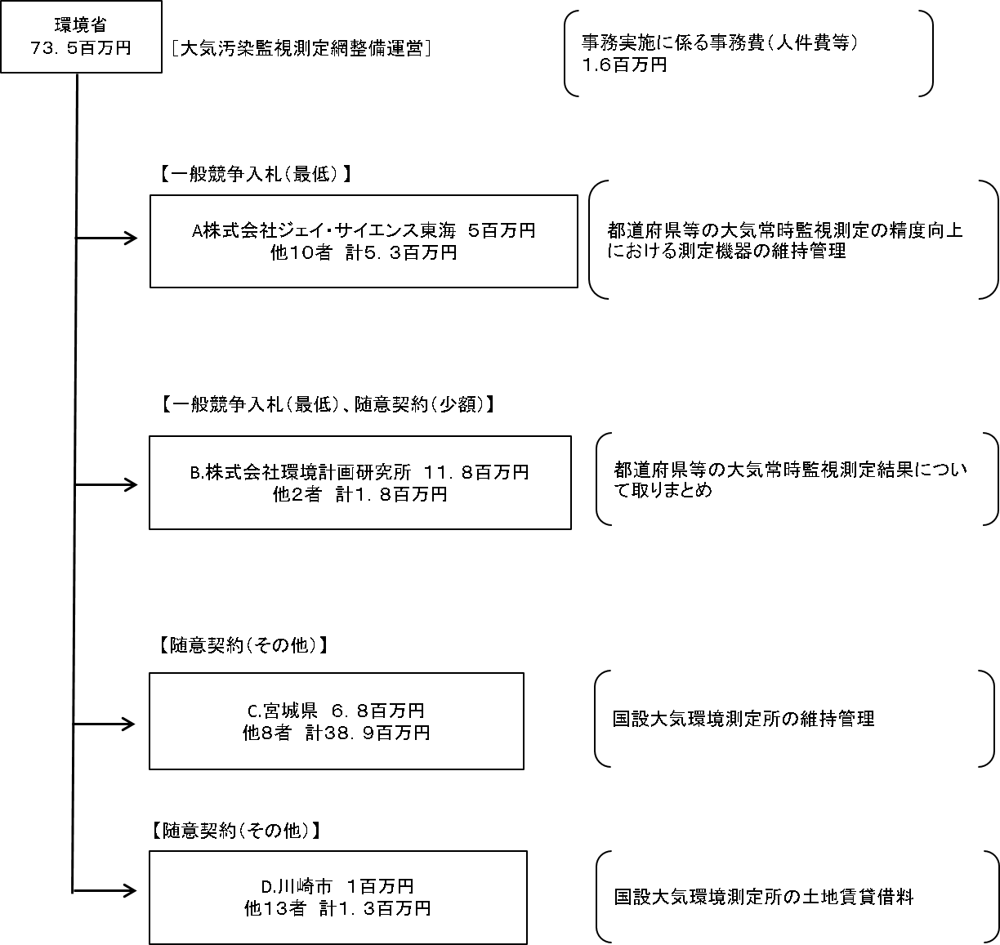 環境省
７３．５百万円
［大気汚染監視測定網整備運営］
事務実施に係る事務費（人件費等）
１.６百万円
【一般競争入札（最低）】
A株式会社ジェイ・サイエンス東海　５百万円
他１０者　計５．３百万円
都道府県等の大気常時監視測定の精度向上
における測定機器の維持管理
【一般競争入札（最低）、随意契約（少額）】
B.株式会社環境計画研究所　１１．８百万円
他２者　計１．８百万円
都道府県等の大気常時監視測定結果につい
て取りまとめ
【随意契約（その他）】
C.宮城県　６．８百万円
他８者　計３８．９百万円
国設大気環境測定所の維持管理
【随意契約（その他）】
D.川崎市　１百万円
他１３者　計１．３百万円
国設大気環境測定所の土地賃貸借料